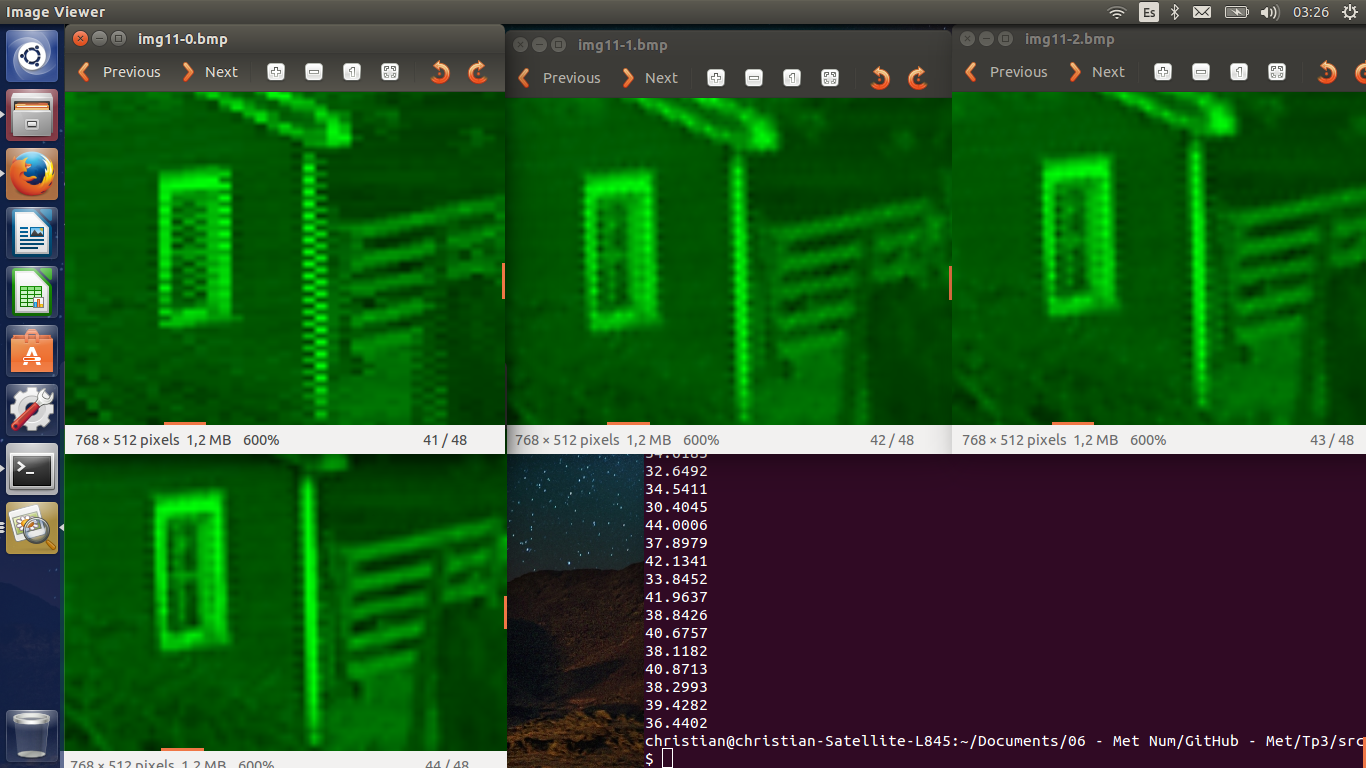 Image Viewer
Es
03:26
img11-0.bmp
Previous
Next
768 × 512 pixels 1,2 MB 600%
41 / 48
img11-1.bmp
Previous
Next
768 × 512 pixels 1,2 MB 600%
42 / 48
img11-2.bmp
Previous
Next
768 × 512 pixels 1,2 MB 600%
43 / 48
768 × 512 pixels 1,2 MB 600%
44 / 48
32.6492
34.5411
30.4045
44.0006
37.8979
42.1341
33.8452
41.9637
38.8426
40.6757
38.1182
40.8713
38.2993
39.4282
36.4402
christian@christian-Satellite-L845:~/Documents/06 - Met Num/GitHub - Met/Tp3/src
$